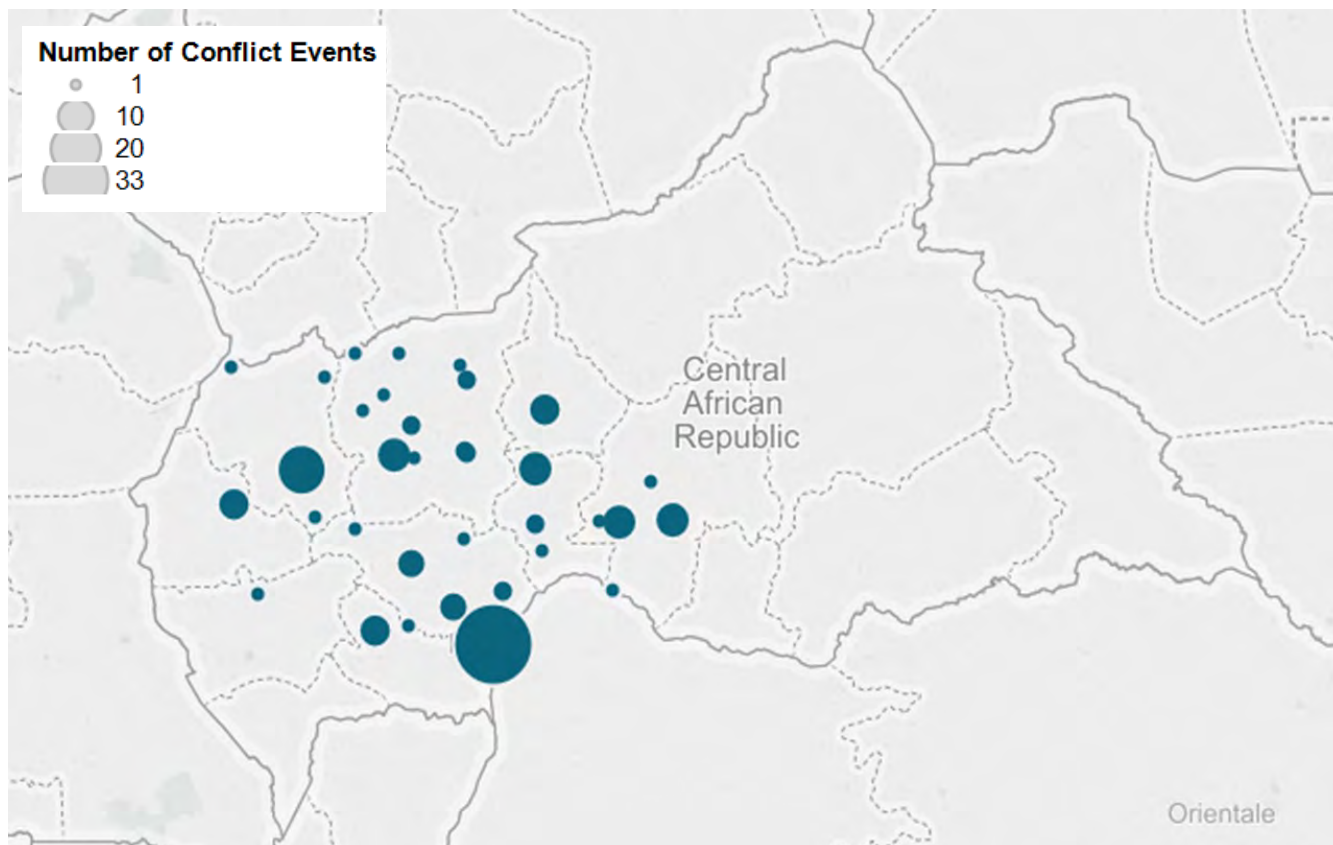 Number of Conflict Events
1
10
20
33
Central
African
Republic
Orientale